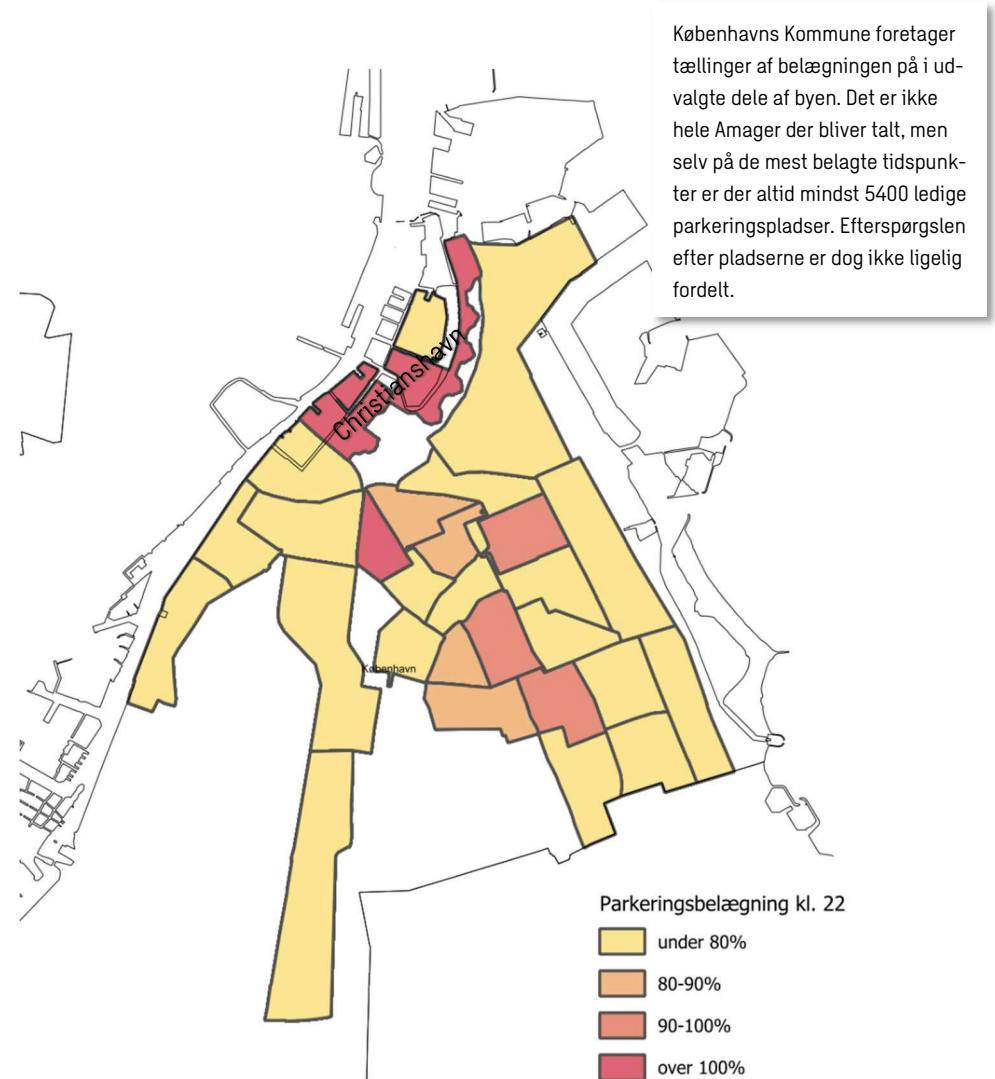 Københavns Kommune foretager
tællinger af belægningen på i ud-
valgte dele af byen. Det er ikke
hele Amager der bliver talt, men
selv på de mest belagte tidspunk-
ter er der altid mindst 5400 ledige
parkeringspladser. Efterspørgslen
efter pladserne er dog ikke ligelig
fordelt.
Christianshavn
København
Parkeringsbelægning kl. 22
under 80%
80-90%
90-100%
over 100%